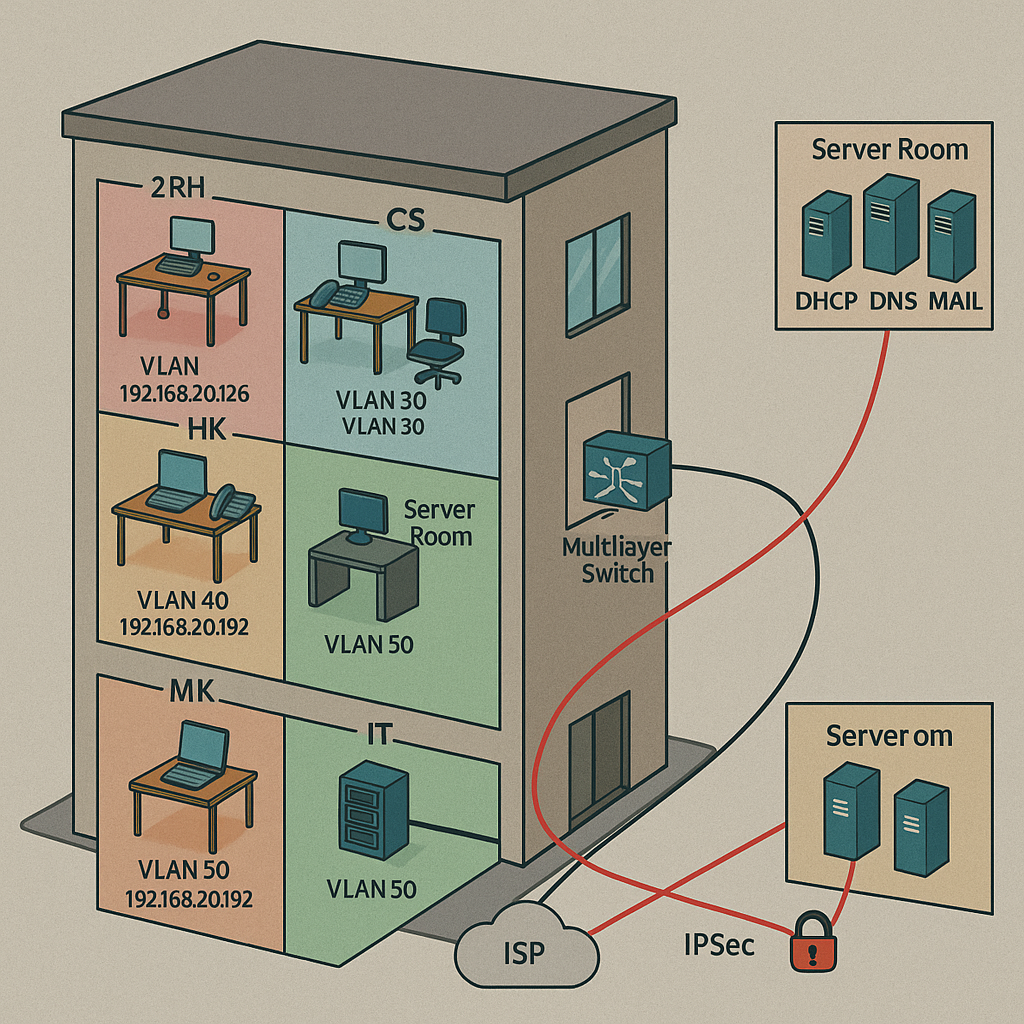 2RH
CS
VLAN
192.168.20.126
VLAN 30
VLAN 30
HK
VLAN 40
192.168.20.192
Server
Room
VLAN 50
MK
VLAN 50
192.168.20.192
IT
VLAN 50
Multliayer
Switch
Server Room
DHCP DNS MAIL
Server om
ISP
IPSec